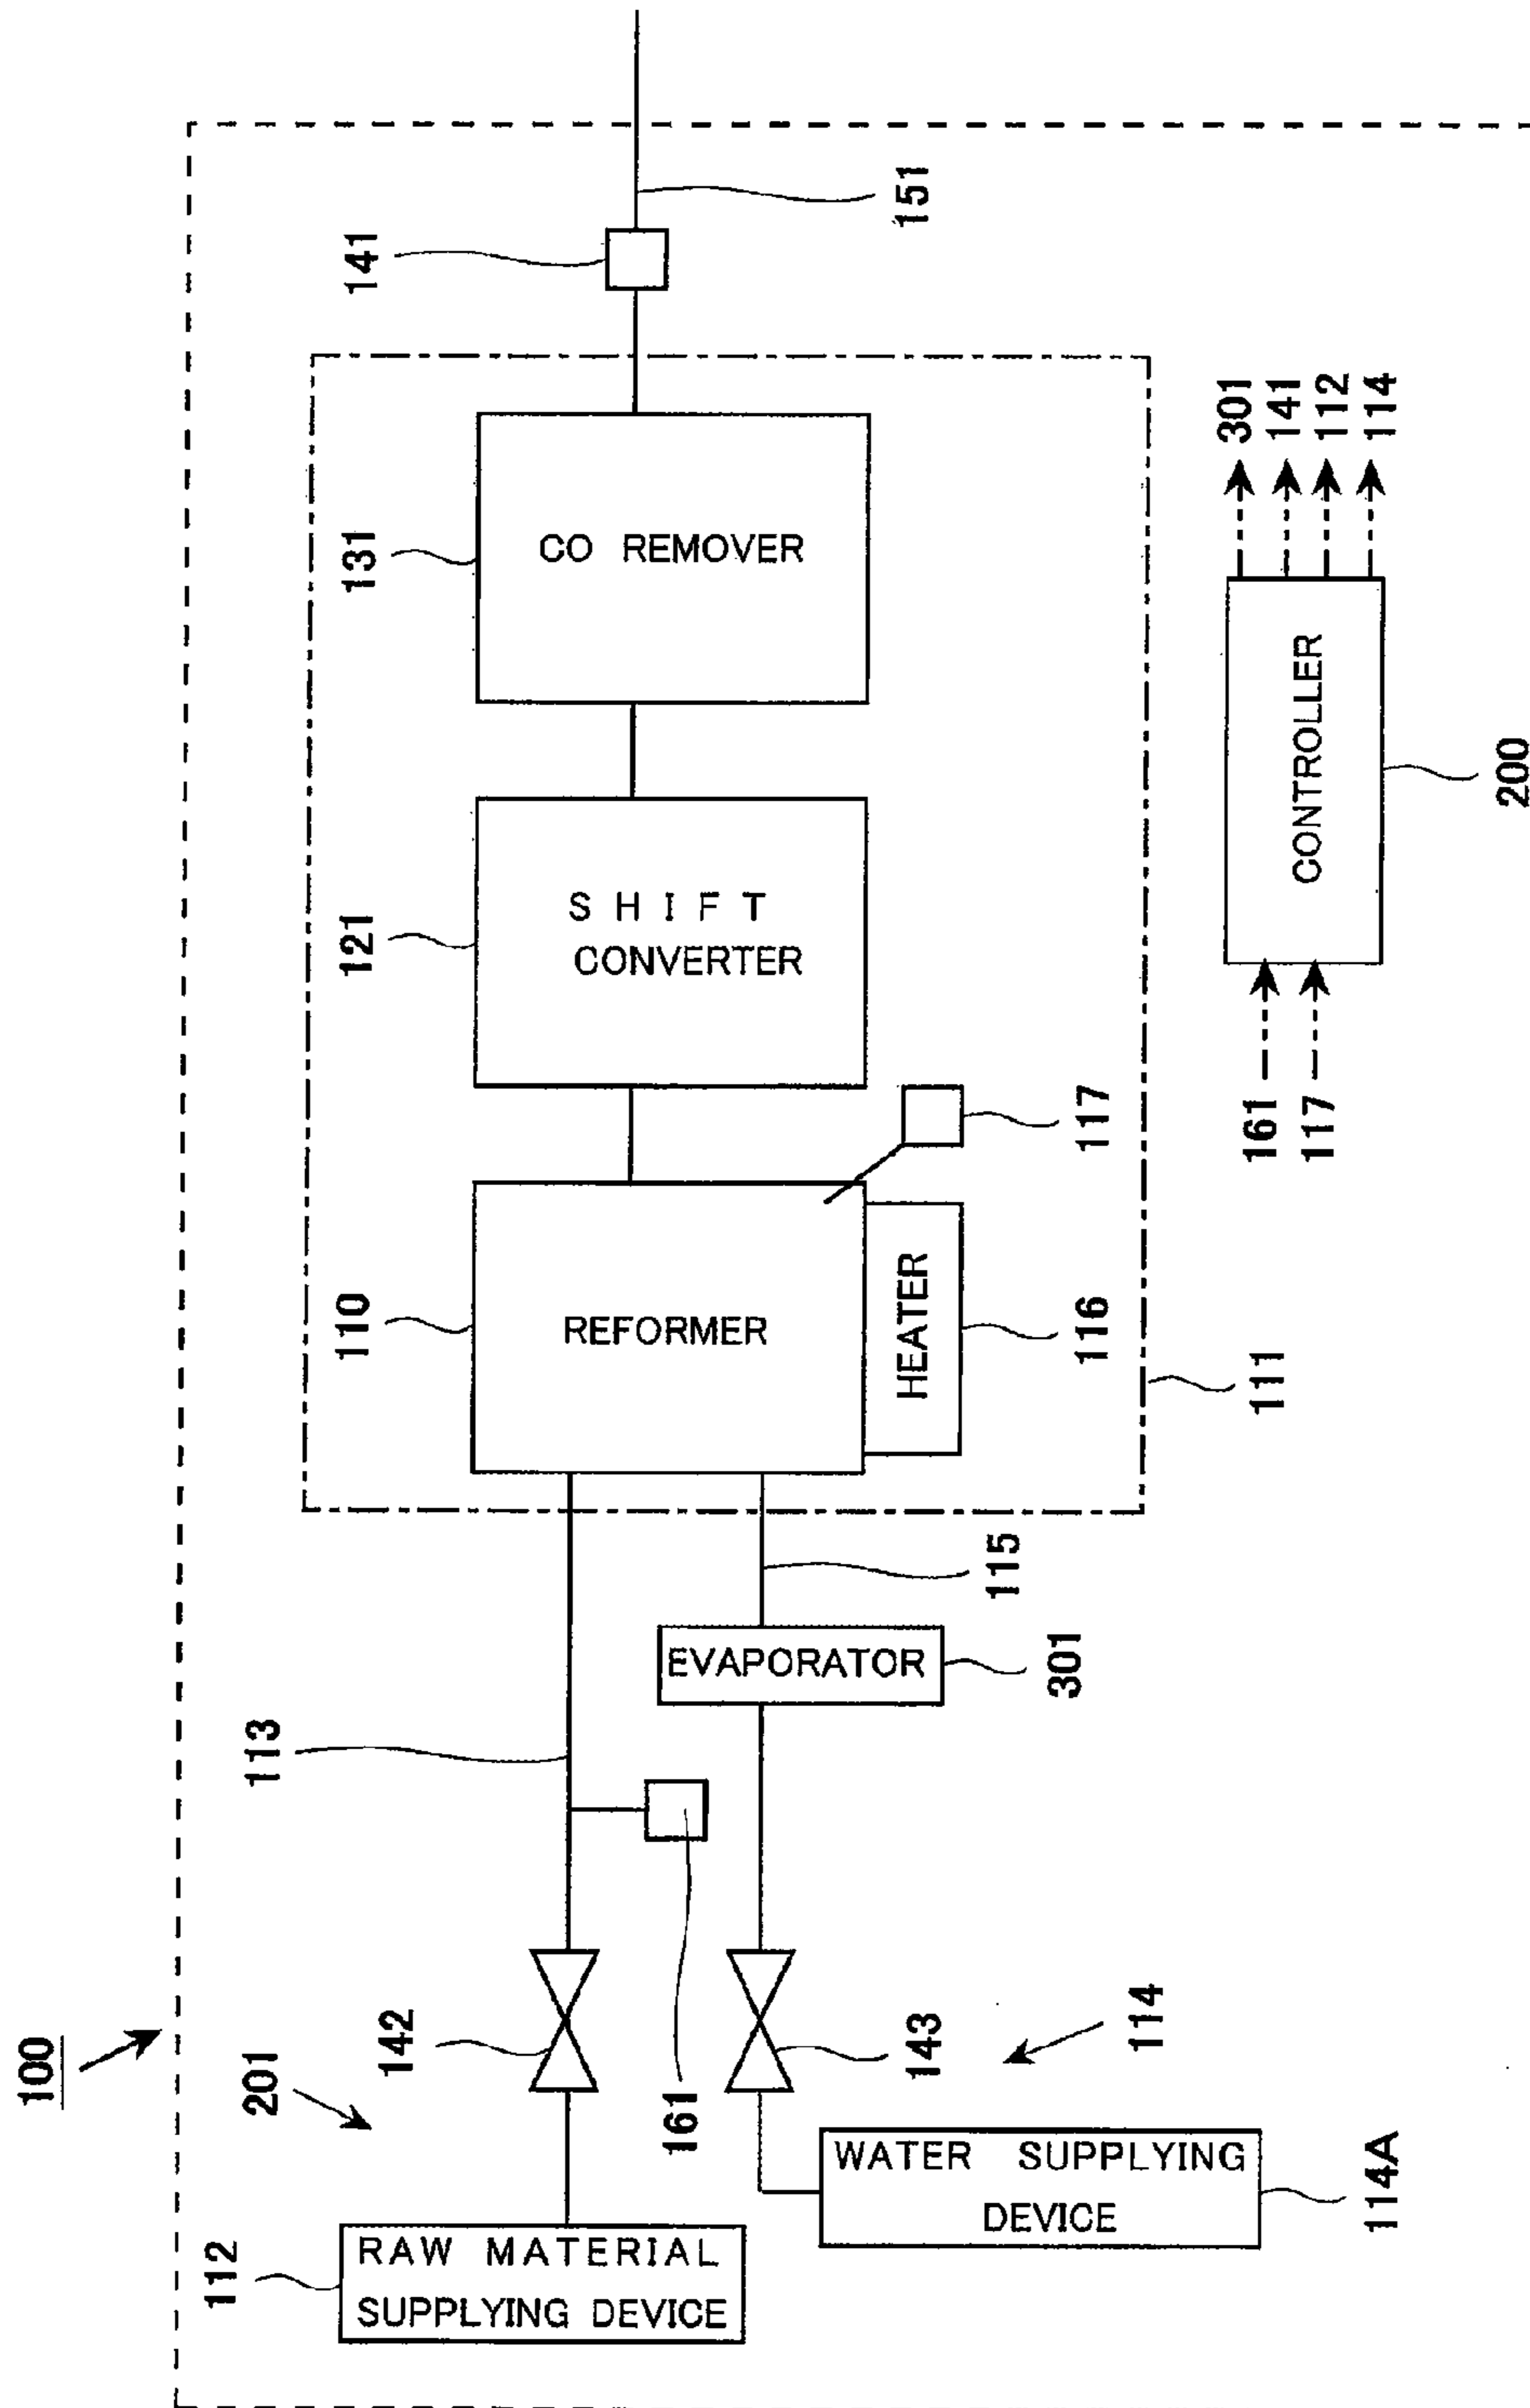 100
201
112
RAW MATERIAL
SUPPLYING DEVICE
142
113
161
143
114
WATER SUPPLYING
DEVICE
114A
EVAPORATOR
301
115
110
REFORMER
HEATER
116
117
111
121
SHIFT
CONVERTER
131
CO REMOVER
141
151
161
117
CONTROLLER
200
301
141
112
114